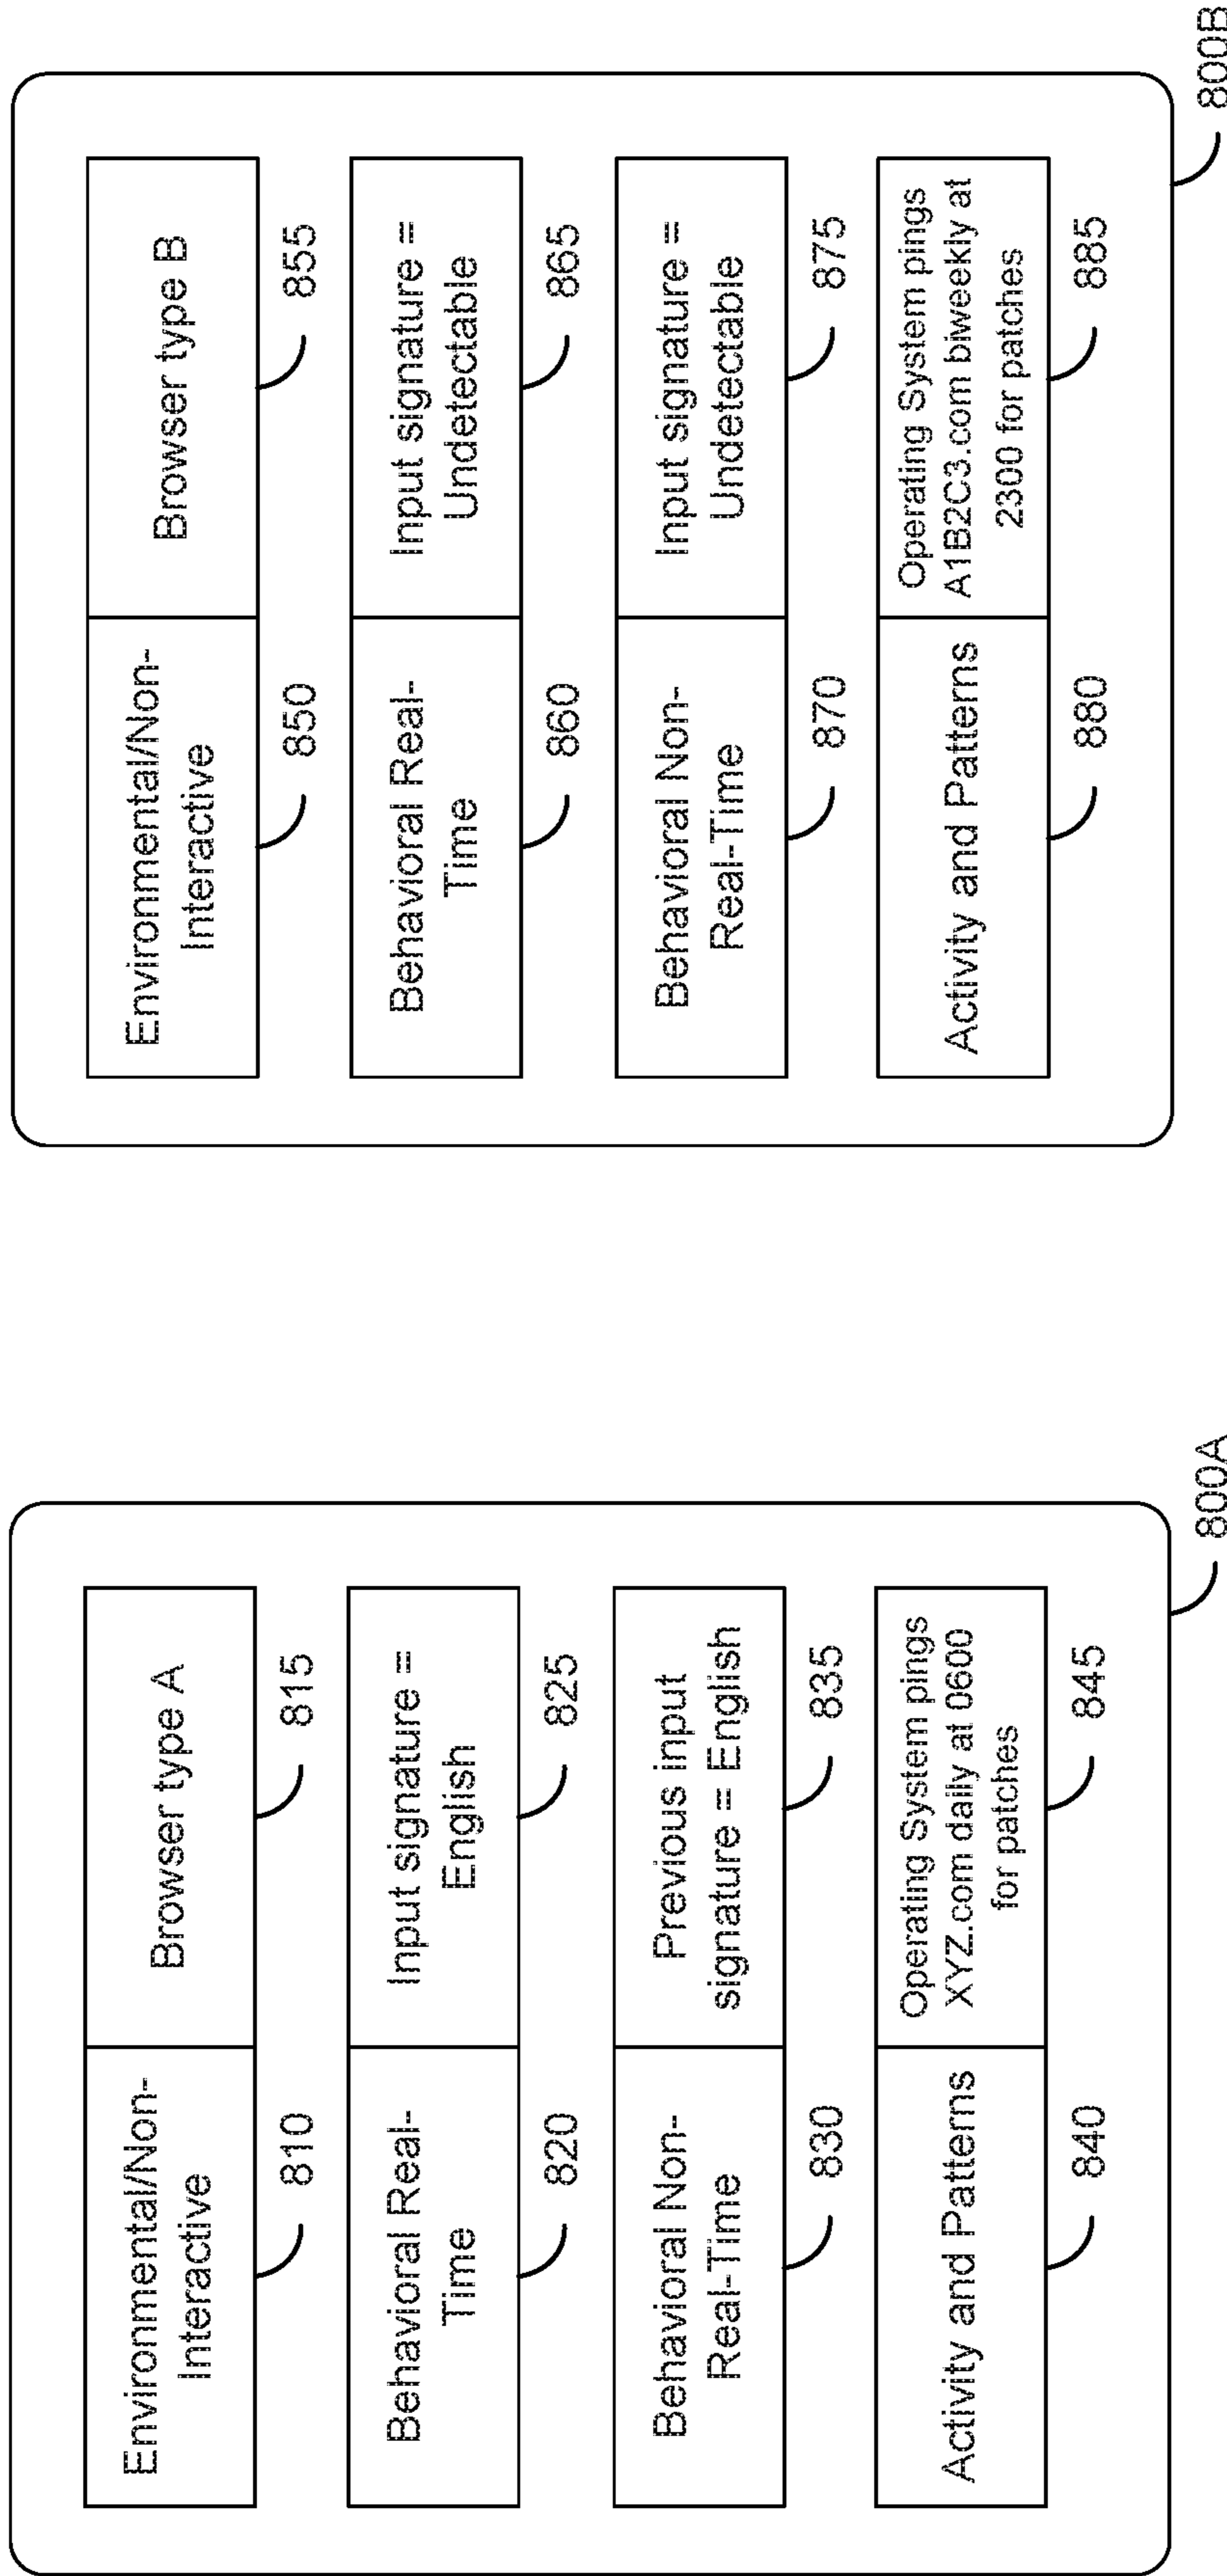 Environmental/Non-
Interactive
810
Browser type A
815
Behavioral Real-
Time
820
Input signature =
English
825
Behavioral Non-
Real-Time
830
Previous input
signature = English
835
Activity and Patterns
840
Operating System pings
XYZ.com daily at 0600
for patches
845
800A
Environmental/Non-
Interactive
850
Browser type B
855
Behavioral Real-
Time
860
Input signature =
Undetectable
865
Behavioral Non-
Real-Time
870
Input signature =
Undetectable
875
Activity and Patterns
880
Operating System pings
A1B2C3.com biweekly at
2300 for patches
885
800B